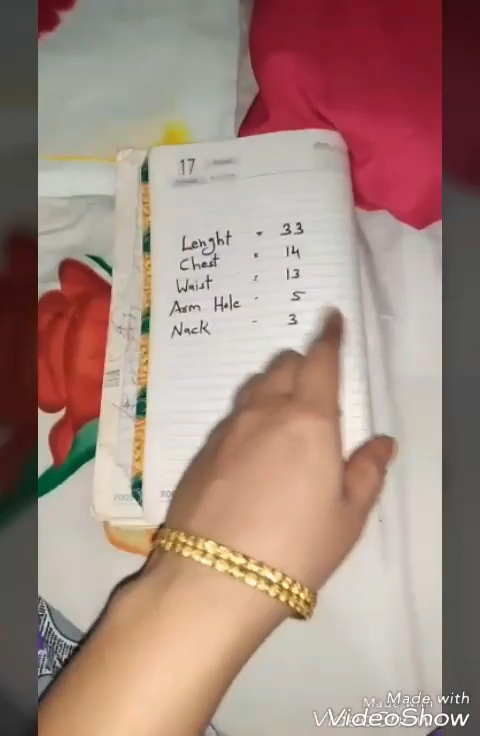 17
Lenght = 33
Chest = 14
Waist = 13
Arm Hole - 5
Nack - 3
Made with
VideoShow